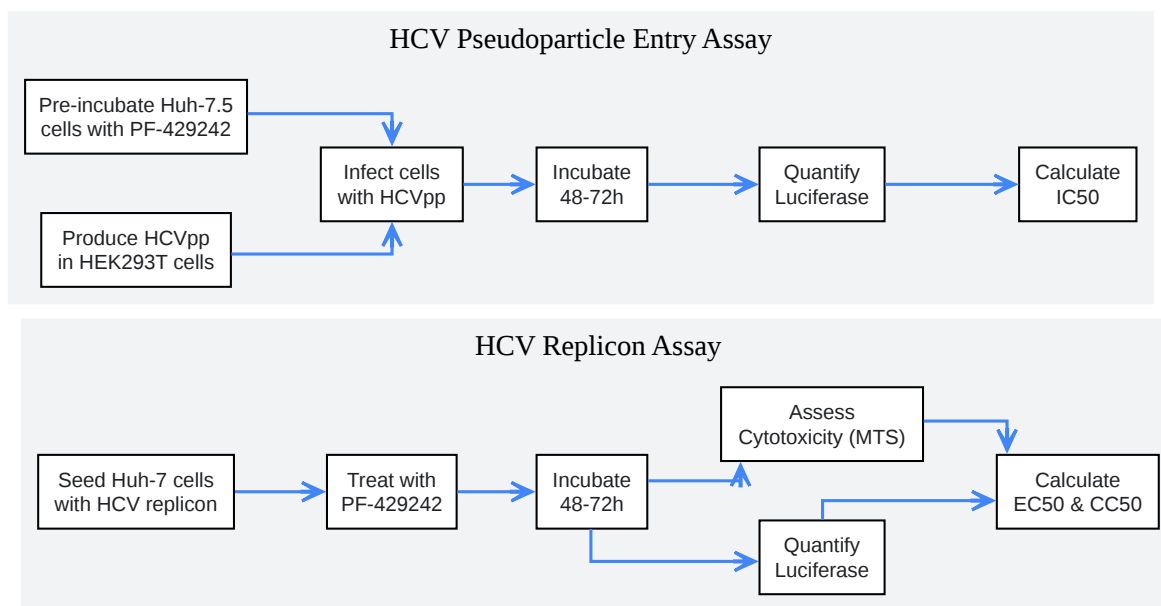 HCV Pseudoparticle Entry Assay
Pre-incubate Huh-7.5
cells with PF-429242
Produce HCVpp
in HEK293T cells
Infect cells
with HCVpp
Incubate
48-72h
Quantify
Luciferase
Calculate
IC50
HCV Replicon Assay
Seed Huh-7 cells
with HCV replicon
Treat with
PF-429242
Incubate
48-72h
Assess
Cytotoxicity (MTS)
Quantify
Luciferase
Calculate
EC50 & CC50